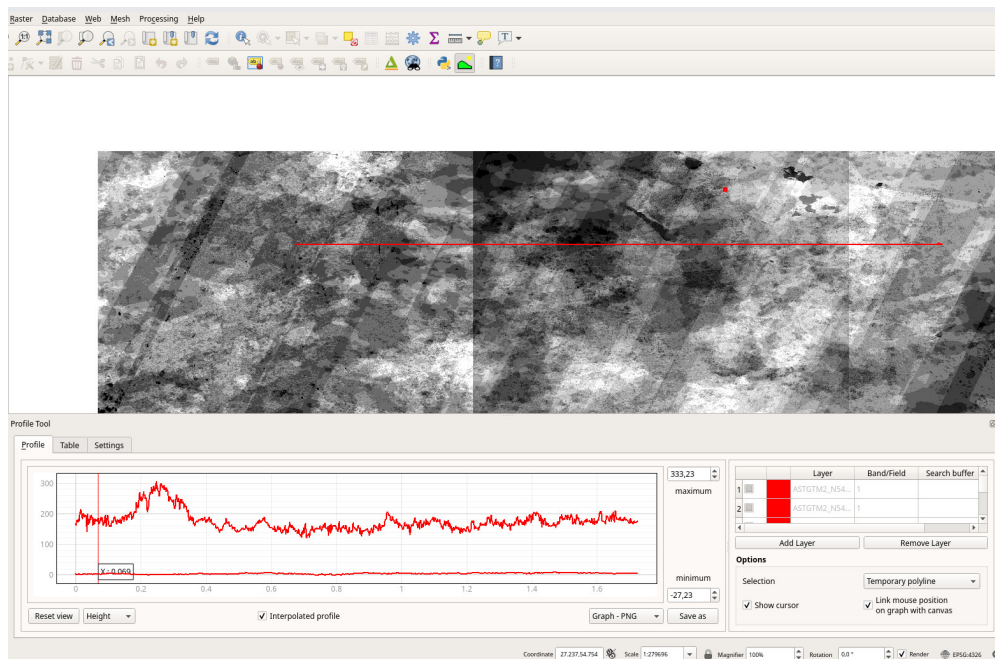 Raster Database Web Mesh Processing Help
Profile Tool
Profile Table Settings
300
200
100
0
X : 0.069
0 0.2 0.4 0.6 0.8 1 1.2 1.4 1.6
333,23
maximum
minimum
-27,23
Reset view Height Interpolated profile Graph - PNG Save as
Layer Band/Field Search buffer
1 ASTGTM2_N54... 1
2 ASTGTM2_N54... 1
Add Layer Remove Layer
Options
Selection Temporary polyline
Show cursor Link mouse position
on graph with canvas
Coordinate 27.237,54.754 Scale 1:279696 Magnifier 100% Rotation 0,0 ° Render EPSG:4326